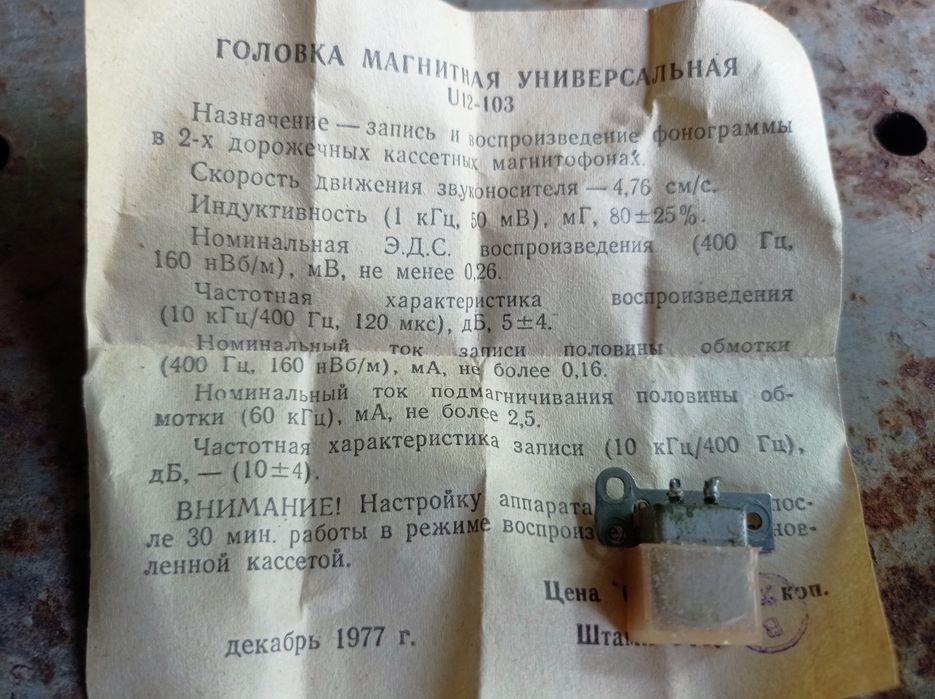 ГОЛОВКА МАГНИТНАЯ УНИВЕРСАЛЬНАЯ
U12-103
Назначение — запись и воспроизведение фонограммы
в 2-х дорожечных кассетных магнитофонах.
Скорость движения звуконосителя — 4,76 см/с.
Индуктивность (1 кГц, 50 мВ), мГ, 80±25%.
Номинальная Э.Д.С. воспроизведения (400 Гц,
160 нВб/м), мВ, не менее 0,26.
Частотная характеристика воспроизведения
(10 кГц/400 Гц, 120 мкс), дБ, 5±4.
Номинальный ток записи половины обмотки
(400 Гц, 160 нВб/м), мА, не более 0,16.
Номинальный ток подмагничивания половины об-
мотки (60 кГц), мА, не более 2,5.
Частотная характеристика записи (10 кГц/400 Гц),
дБ, — (10±4).
ВНИМАНИЕ! Настройку аппарата пос-
ле 30 мин. работы в режиме воспроиз нов-
ленной кассетой.
Цена коп.
декабрь 1977 г. Штамп